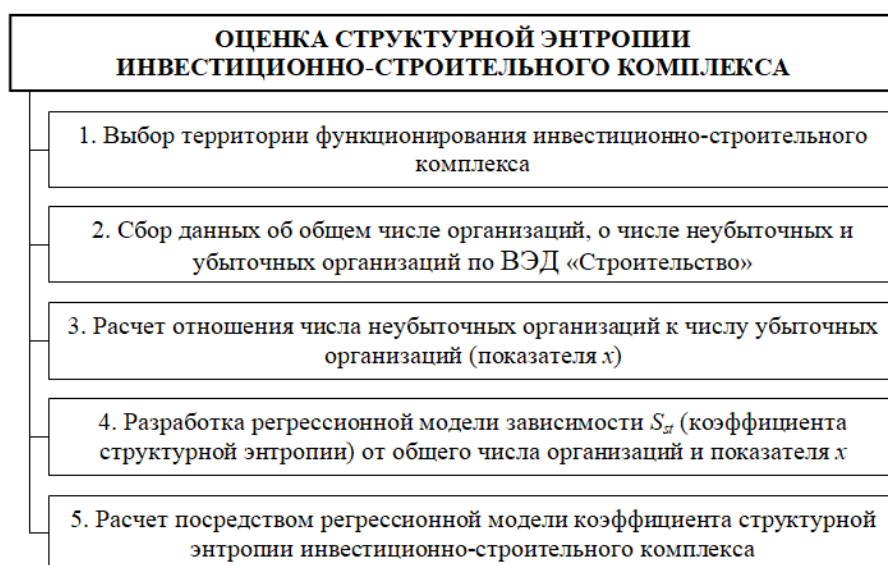 ОЦЕНКА СТРУКТУРНОЙ ЭНТРОПИИ
ИНВЕСТИЦИОННО-СТРОИТЕЛЬНОГО КОМПЛЕКСА
1. Выбор территории функционирования инвестиционно-строительного
комплекса
2. Сбор данных об общем числе организаций, о числе неубыточных и
убыточных организаций по ВЭД «Строительство»
3. Расчет отношения числа неубыточных организаций к числу убыточных
организаций (показателя x)
4. Разработка регрессионной модели зависимости Sst (коэффициента
структурной энтропии) от общего числа организаций и показателя x
5. Расчет посредством регрессионной модели коэффициента структурной
энтропии инвестиционно-строительного комплекса